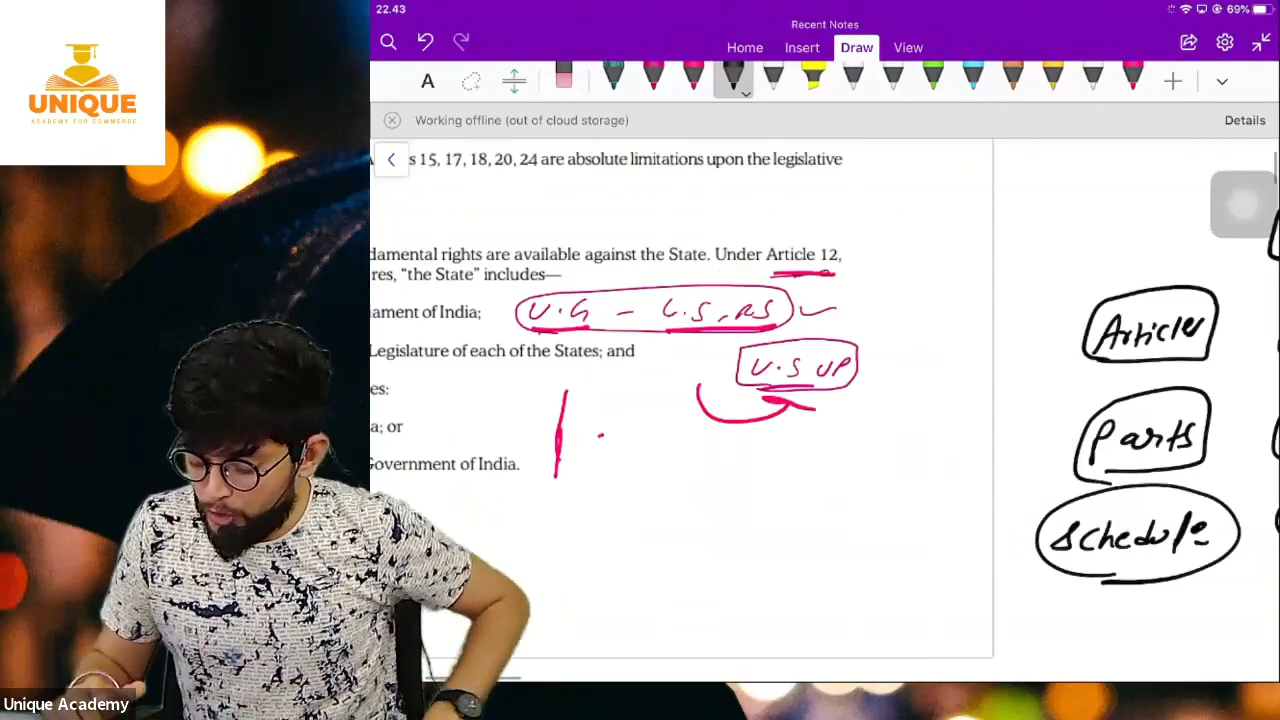 UNIQUE
ACADEMY FOR COMMERCE
22.43
69%
Recent Notes
Home Insert Draw View
A
Working offline (out of cloud storage)
Details
s 15, 17, 18, 20, 24 are absolute limitations upon the legislative
damental rights are available against the State. Under Article 12,
res, “the State” includes—
ament of India; U.G – L.S, RS
Legislature of each of the States; and
V.S UP
es:
a; or
Government of India.
Articles
Parts
Schedule
Unique Academy